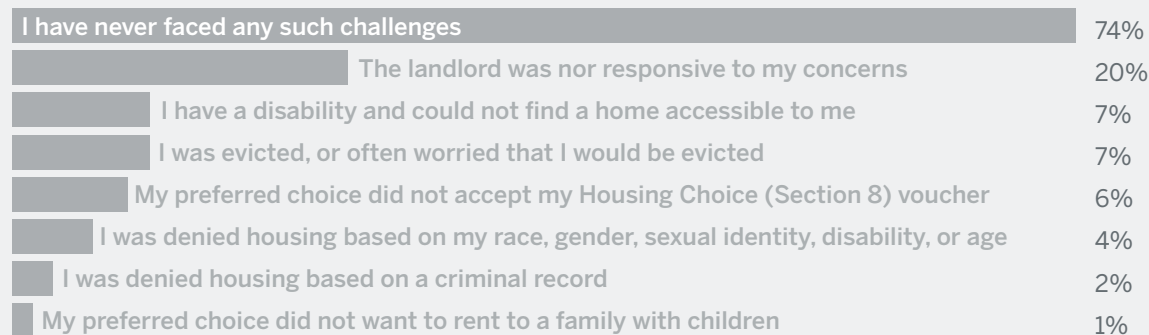 I have never faced any such challenges 74%
The landlord was nor responsive to my concerns 20%
I have a disability and could not find a home accessible to me 7%
I was evicted, or often worried that I would be evicted 7%
My preferred choice did not accept my Housing Choice (Section 8) voucher 6%
I was denied housing based on my race, gender, sexual identity, disability, or age 4%
I was denied housing based on a criminal record 2%
My preferred choice did not want to rent to a family with children 1%